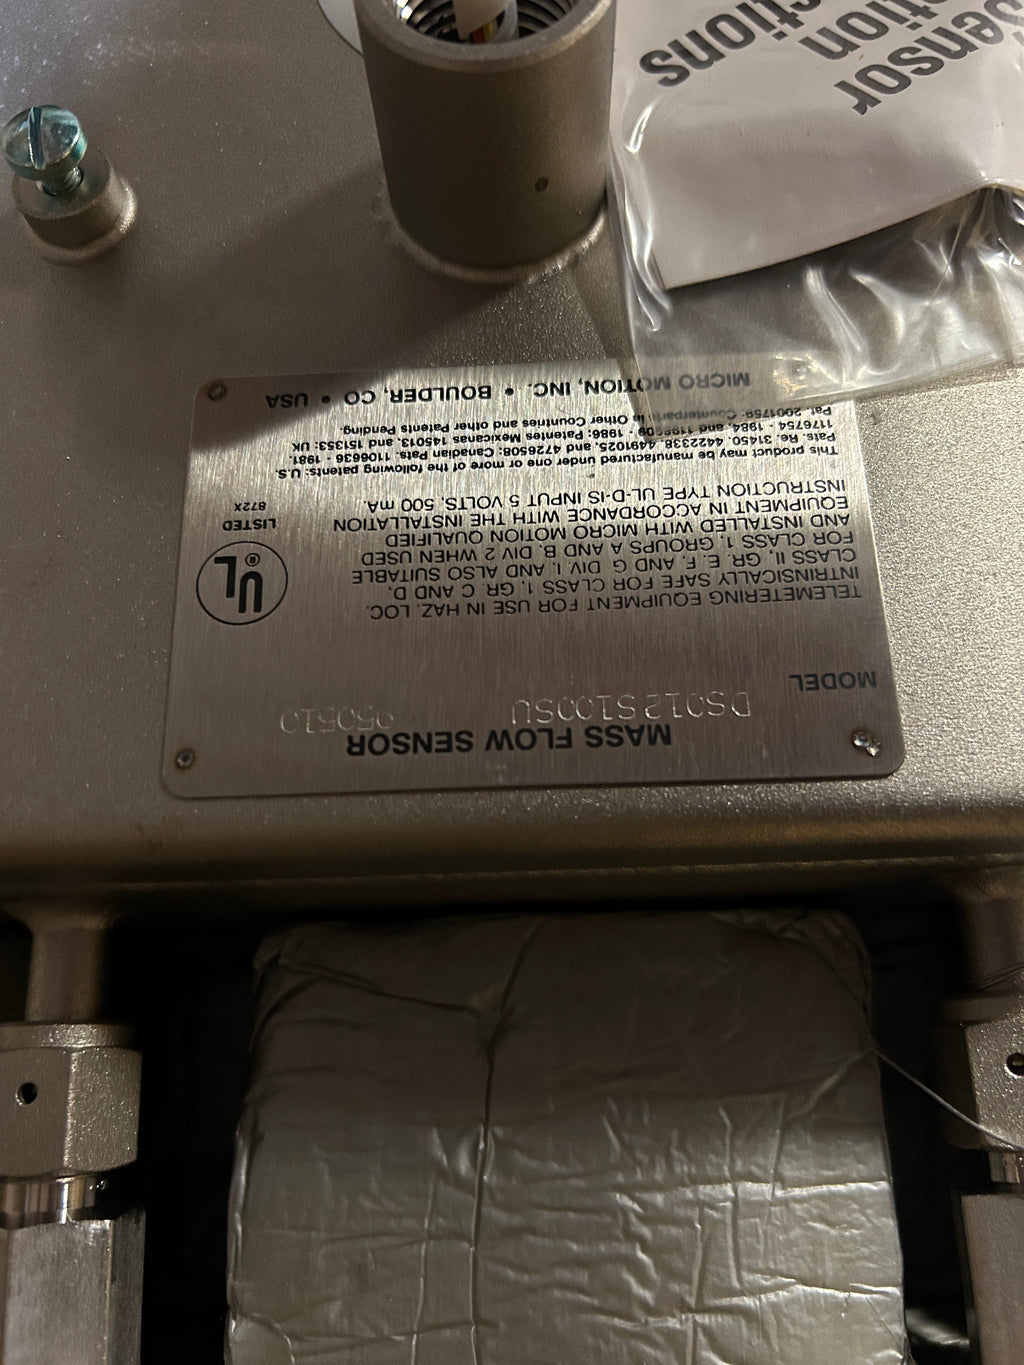 MASS FLOW SENSOR
DS012S100SU 950510
MODEL
TELEMETERING EQUIPMENT FOR USE IN HAZ. LOC.
INTRINSICALLY SAFE FOR CLASS 1, GR. C AND D.
CLASS II, GR. E, F, AND G DIV. I. AND ALSO SUITABLE
FOR CLASS 1, GROUPS A AND B, DIV 2 WHEN USED
AND INSTALLED WITH MICRO MOTION QUALIFIED
EQUIPMENT IN ACCORDANCE WITH THE INSTALLATION
INSTRUCTION TYPE UL-D-IS INPUT 5 VOLTS, 500 mA.
UL®
LISTED
872X
This product may be manufactured under one or more of the following patents: U.S.
Pats. Re. 31450, 4422338, 4491025, and 4726508: Canadian Pats. 1106636 - 1981.
1176754 - 1984, and - 1986: Mexicanas Patentes 145013, and 151353: UK
Pat. 2001759. Counterparts in Other Countries and other Patents Pending.
MICRO MOTION, INC. • BOULDER, CO • USA
Sensor
ctions